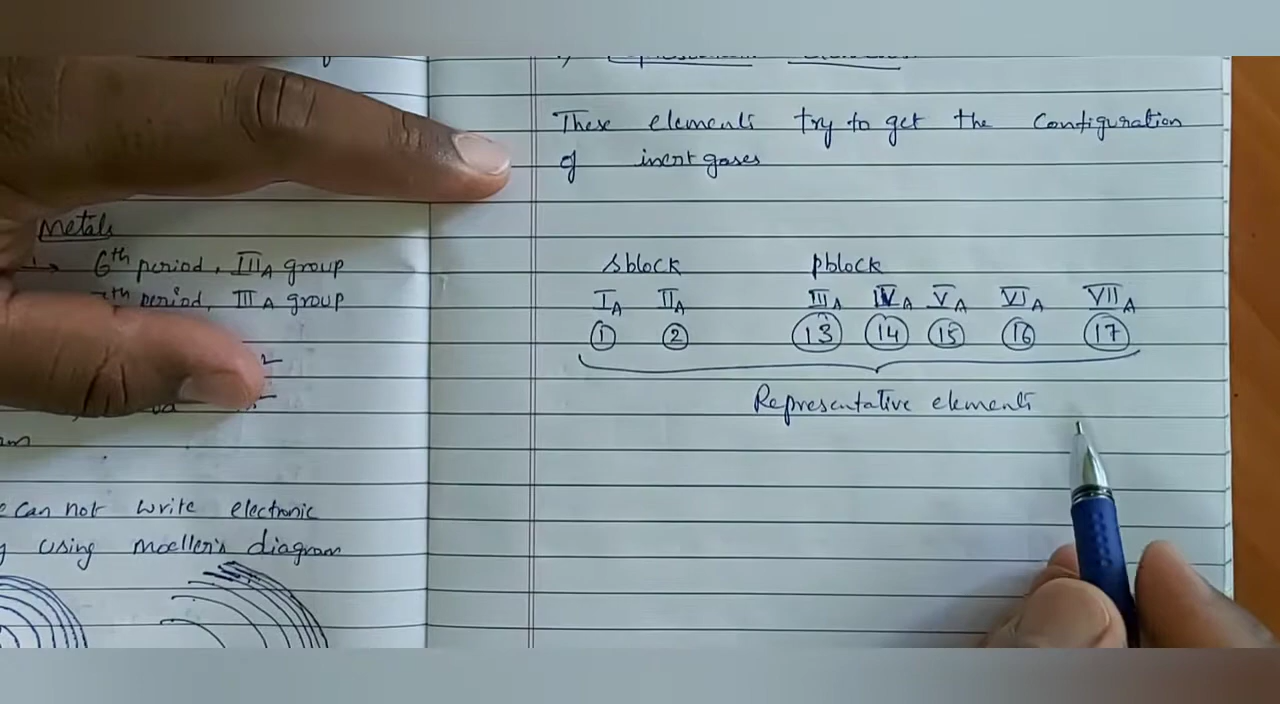 Metals
6th period, IIIA group
period, IIIA group
can not write electronic
using moeller's diagram
These elements try to get the configuration
of inert gases
s block p block
IA IIA IIIA IVA VA VIA VIIA
1 2 13 14 15 16 17
Representative elements